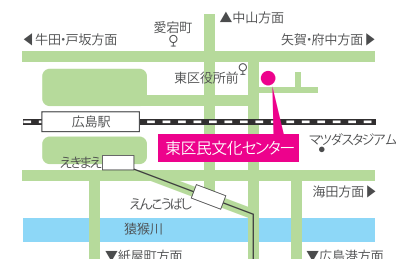 ▲中山方面
愛宕町
◀牛田・戸坂方面
矢賀・府中方面▶
東区役所前
広島駅
東区民文化センター
マツダスタジアム
えきまえ
海田方面▶
えんこうばし
猿猴川
▼紙屋町方面
▼広島港方面